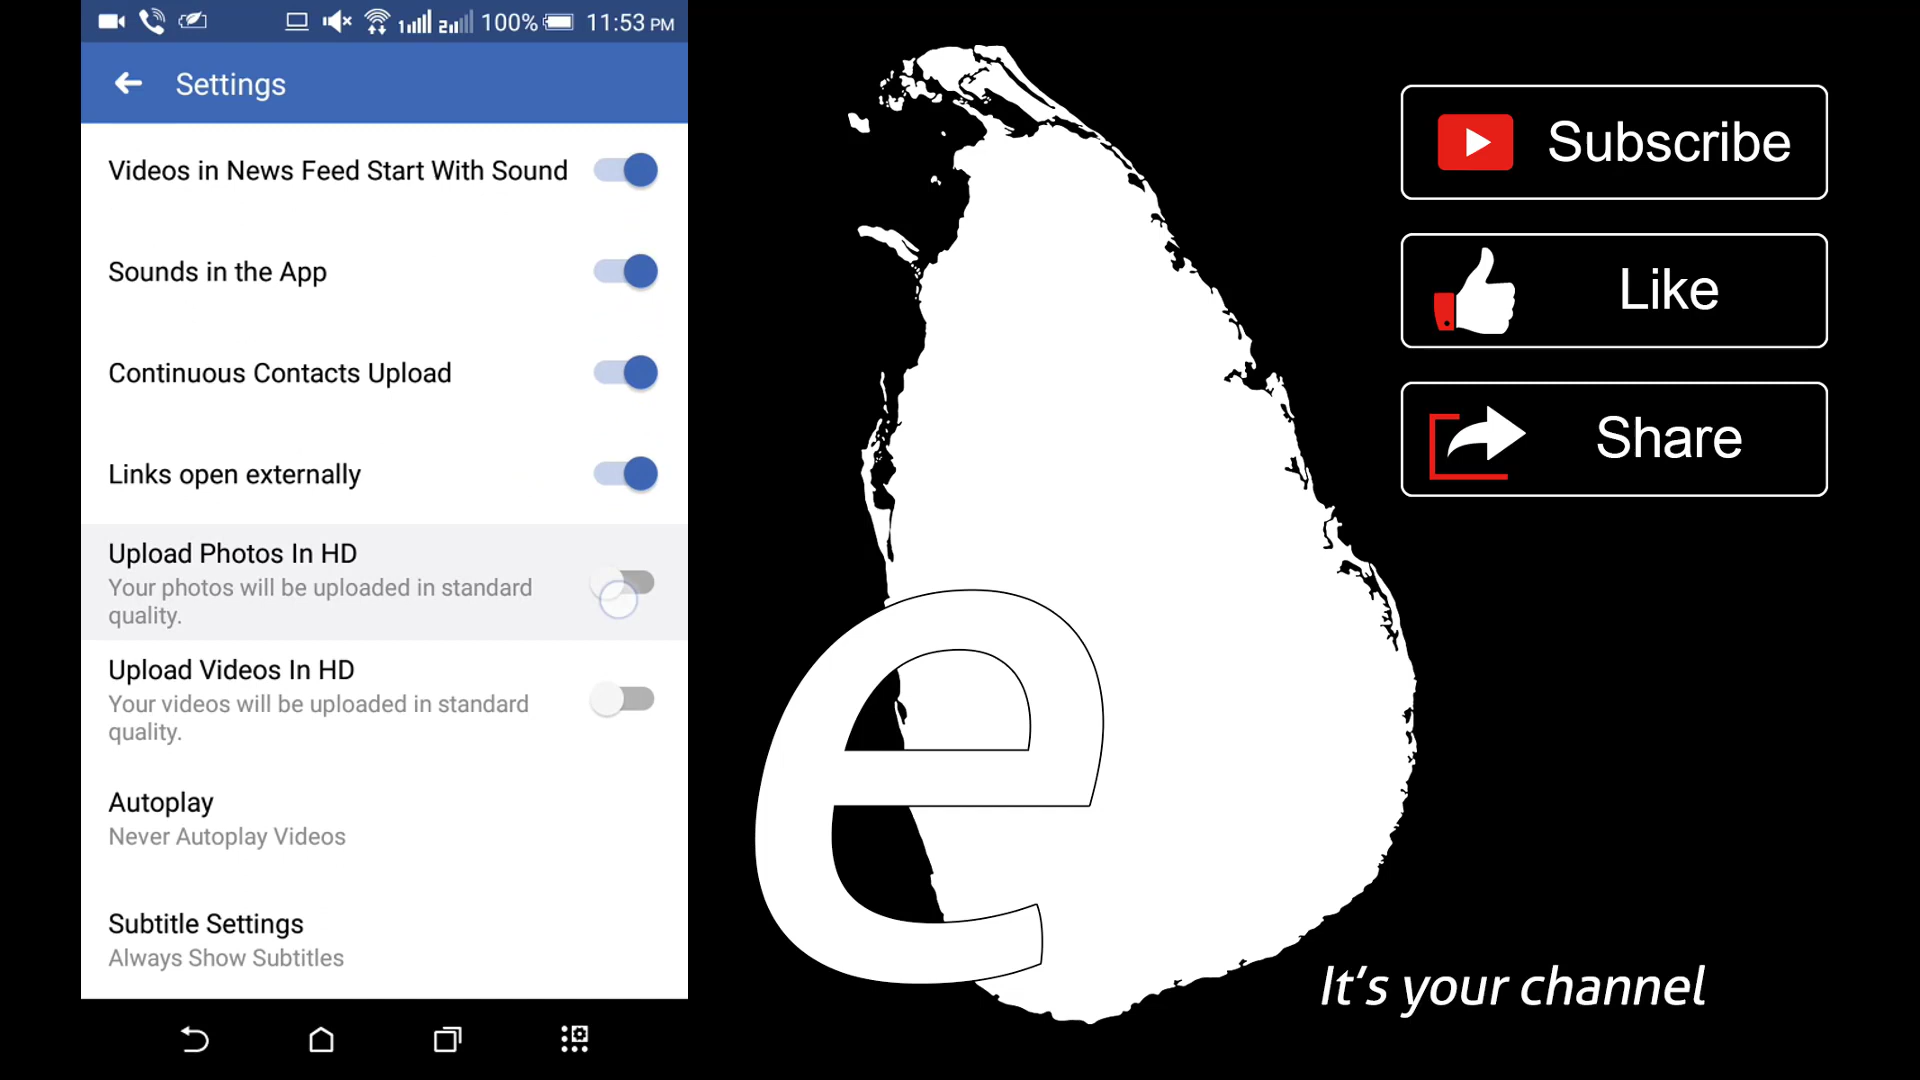 100% 11:53 PM
Settings
Videos in News Feed Start With Sound
Sounds in the App
Continuous Contacts Upload
Links open externally
Upload Photos In HD
Your photos will be uploaded in standard
quality.
Upload Videos In HD
Your videos will be uploaded in standard
quality.
Autoplay
Never Autoplay Videos
Subtitle Settings
Always Show Subtitles
e
Subscribe
Like
Share
It's your channel